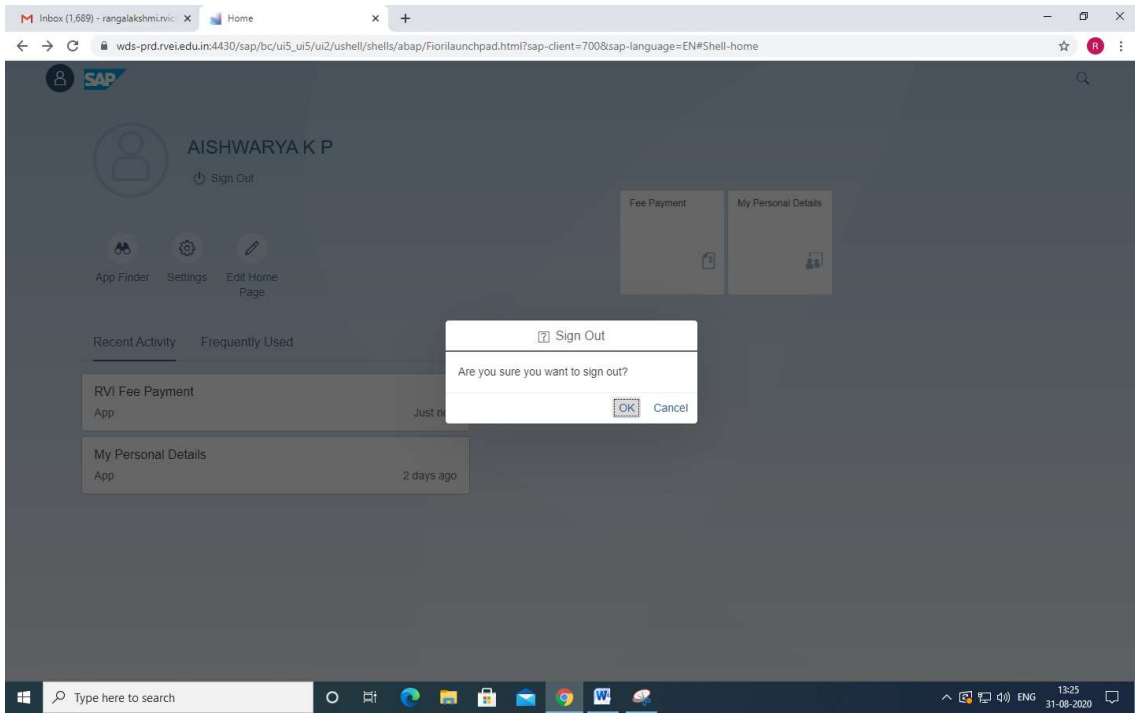 Inbox (1,689) - rangalakshmi.rvic
Home
wds-prd.rvei.edu.in:4430/sap/bc/ui5_ui5/ui2/ushell/shells/abap/Fiorilaunchpad.html?sap-client=700&sap-language=EN#Shell-home
R
SAP
AISHWARYA K P
Sign Out
Fee Payment
My Personal Details
App Finder
Settings
Edit Home
Page
Recent Activity
Frequently Used
Sign Out
Are you sure you want to sign out?
OK
Cancel
RVI Fee Payment
App
Just n
My Personal Details
App
2 days ago
Type here to search
ENG
13:25
31-08-2020